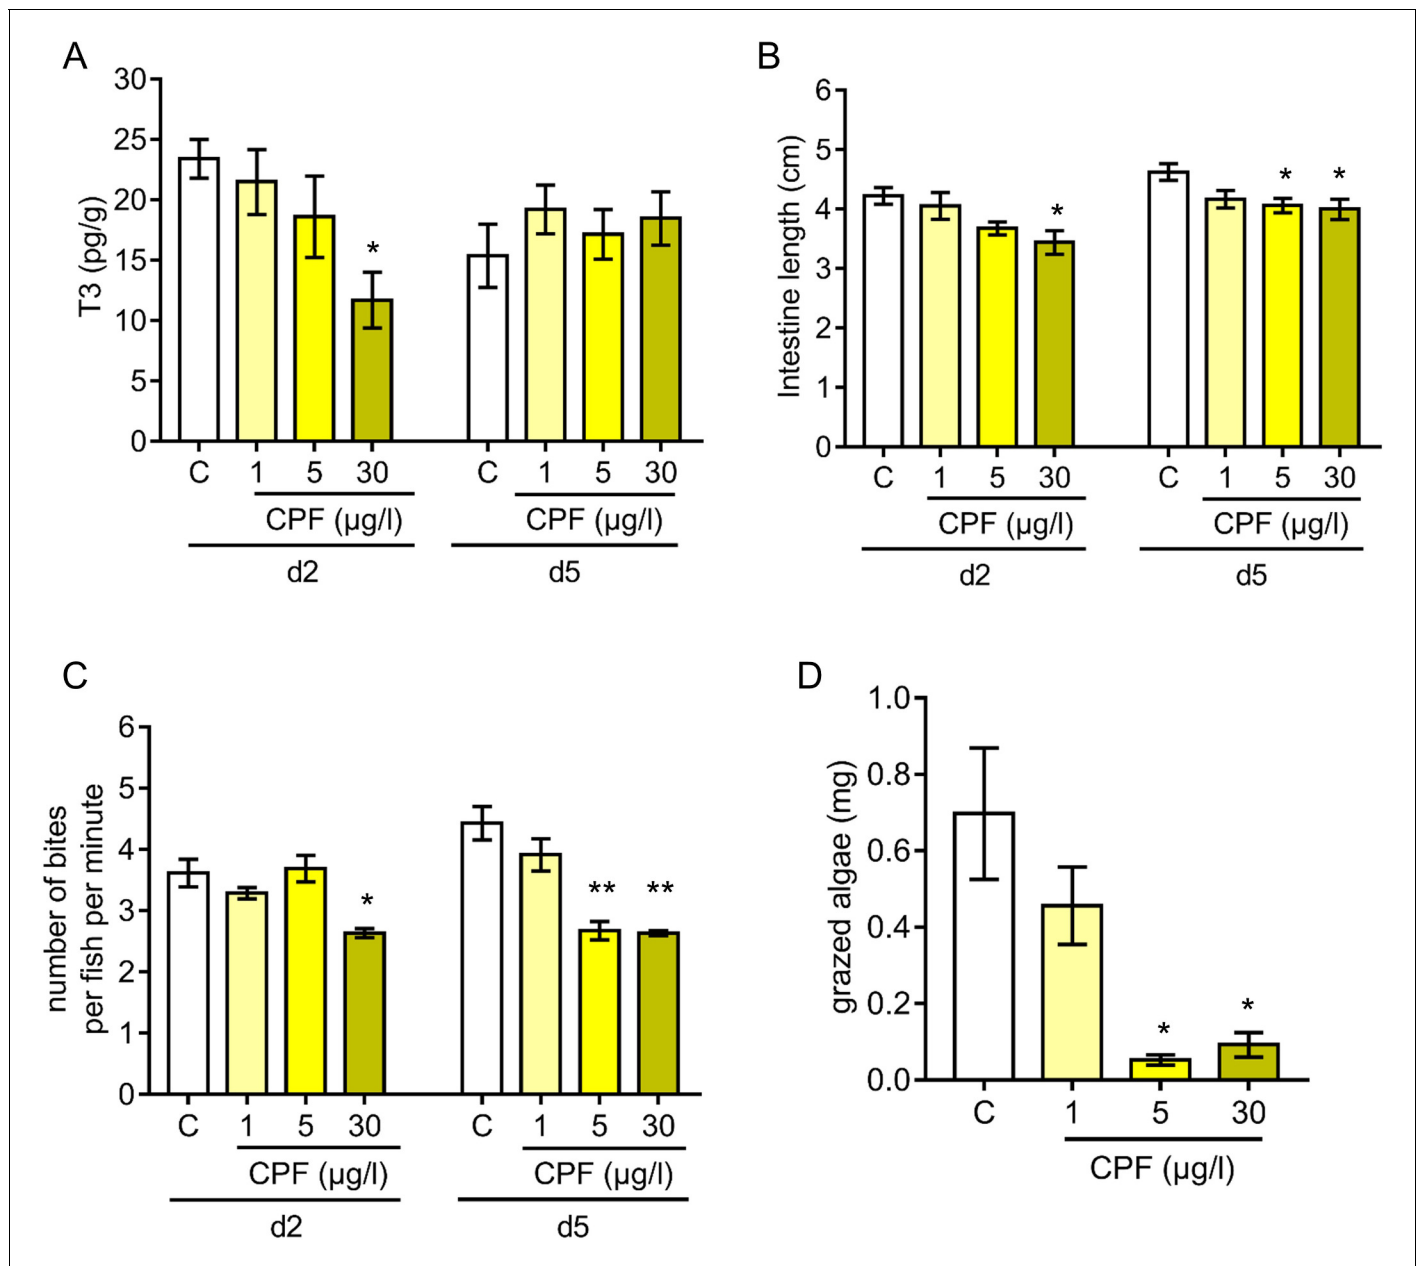 A
30
25
20
15
10
5
0
T3 (pg/g)
*
C 1 5 30 C 1 5 30
CPF (µg/l) CPF (µg/l)
d2 d5
B
6
5
4
3
2
1
0
Intestine length (cm)
* * *
C 1 5 30 C 1 5 30
CPF (µg/l) CPF (µg/l)
d2 d5
C
6
5
4
3
2
1
0
number of bites
per fish per minute
* ** **
C 1 5 30 C 1 5 30
CPF (µg/l) CPF (µg/l)
d2 d5
D
1.0
0.8
0.6
0.4
0.2
0.0
grazed algae (mg)
* *
C 1 5 30
CPF (µg/l)